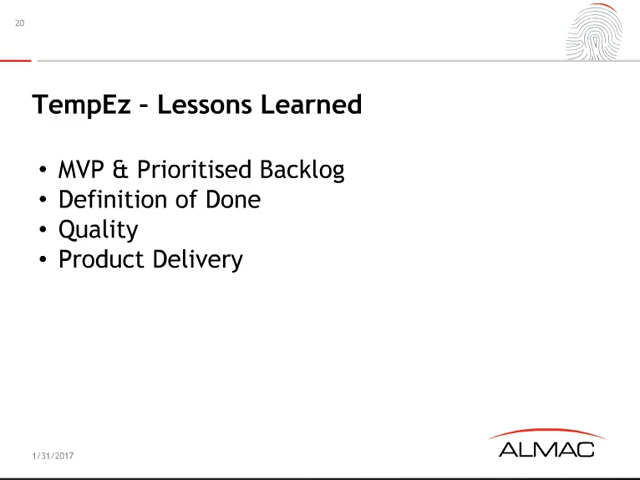 20
TempEz – Lessons Learned
• MVP & Prioritised Backlog
• Definition of Done
• Quality
• Product Delivery
1/31/2017
ALMAC